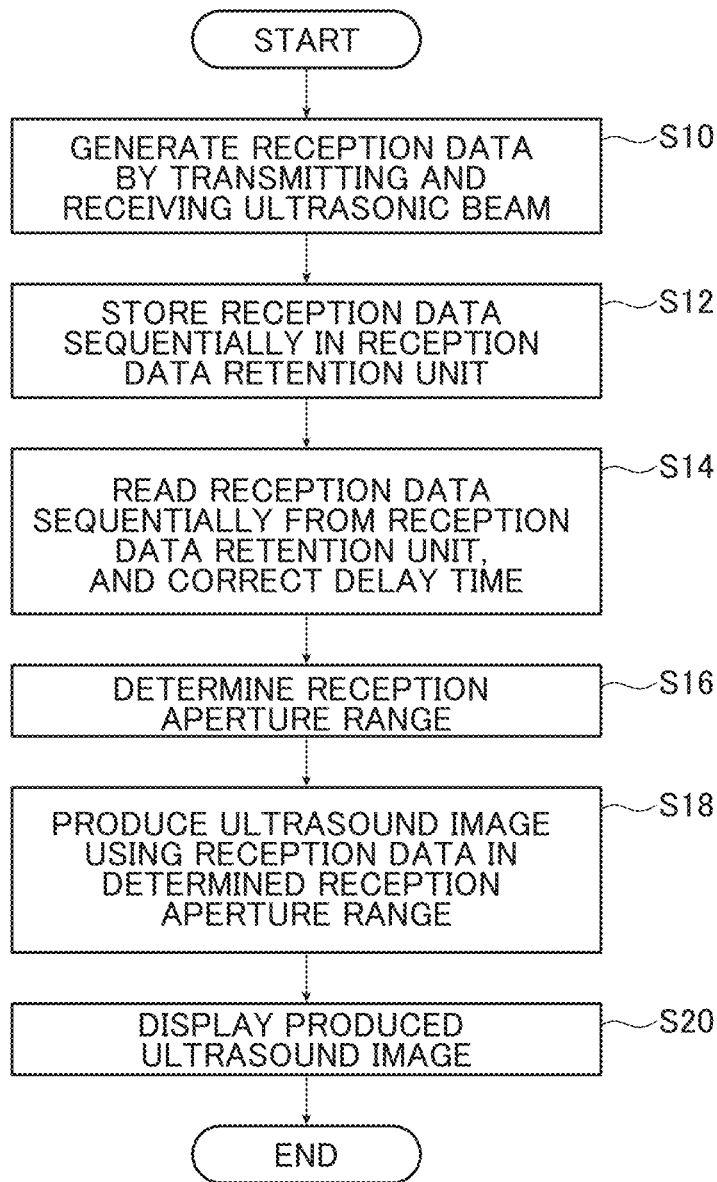 START
GENERATE RECEPTION DATA
BY TRANSMITTING AND
RECEIVING ULTRASONIC BEAM
S10
STORE RECEPTION DATA
SEQUENTIALLY IN RECEPTION
DATA RETENTION UNIT
S12
READ RECEPTION DATA
SEQUENTIALLY FROM RECEPTION
DATA RETENTION UNIT,
AND CORRECT DELAY TIME
S14
DETERMINE RECEPTION
APERTURE RANGE
S16
PRODUCE ULTRASOUND IMAGE
USING RECEPTION DATA IN
DETERMINED RECEPTION
APERTURE RANGE
S18
DISPLAY PRODUCED
ULTRASOUND IMAGE
S20
END